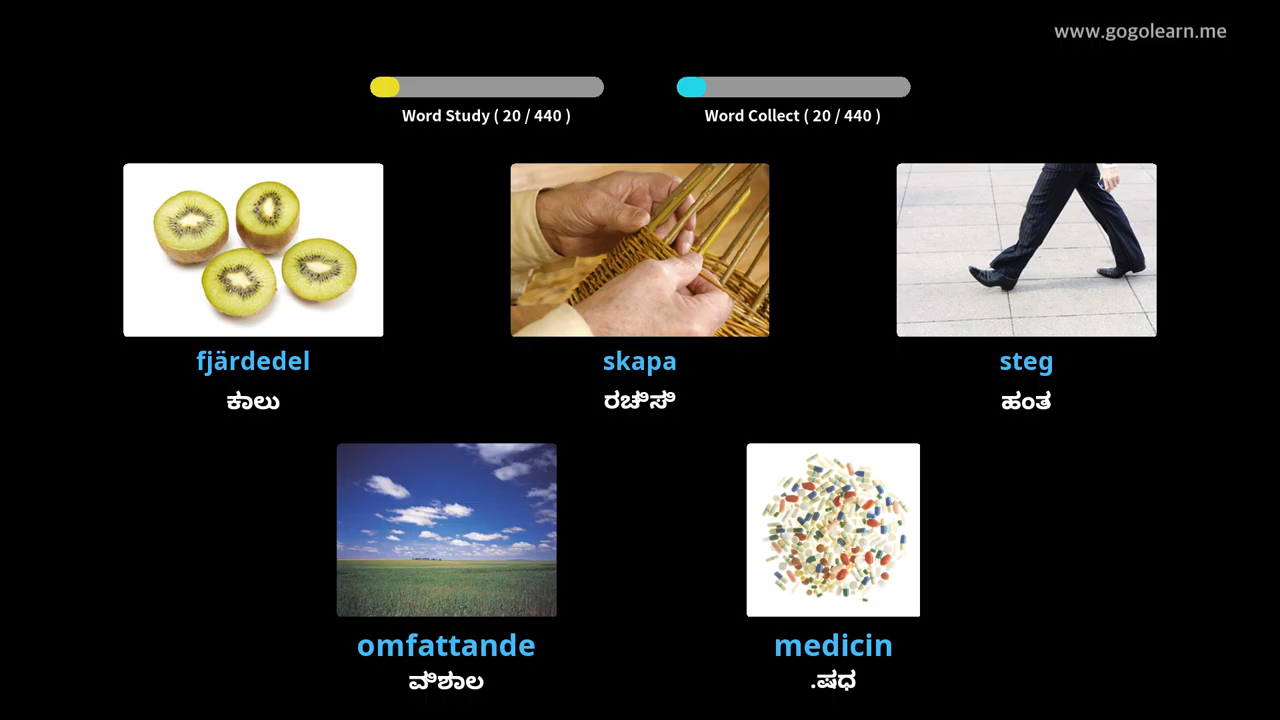 www.gogolearn.me
Word Study ( 20 / 440 )
Word Collect ( 20 / 440 )
fjärdedel
skapa
steg
ಕಾಲು
ರಚಿಸಿ
ಹಂತ
omfattande
medicin
ವಿಶಾಲ
.ಷಧ